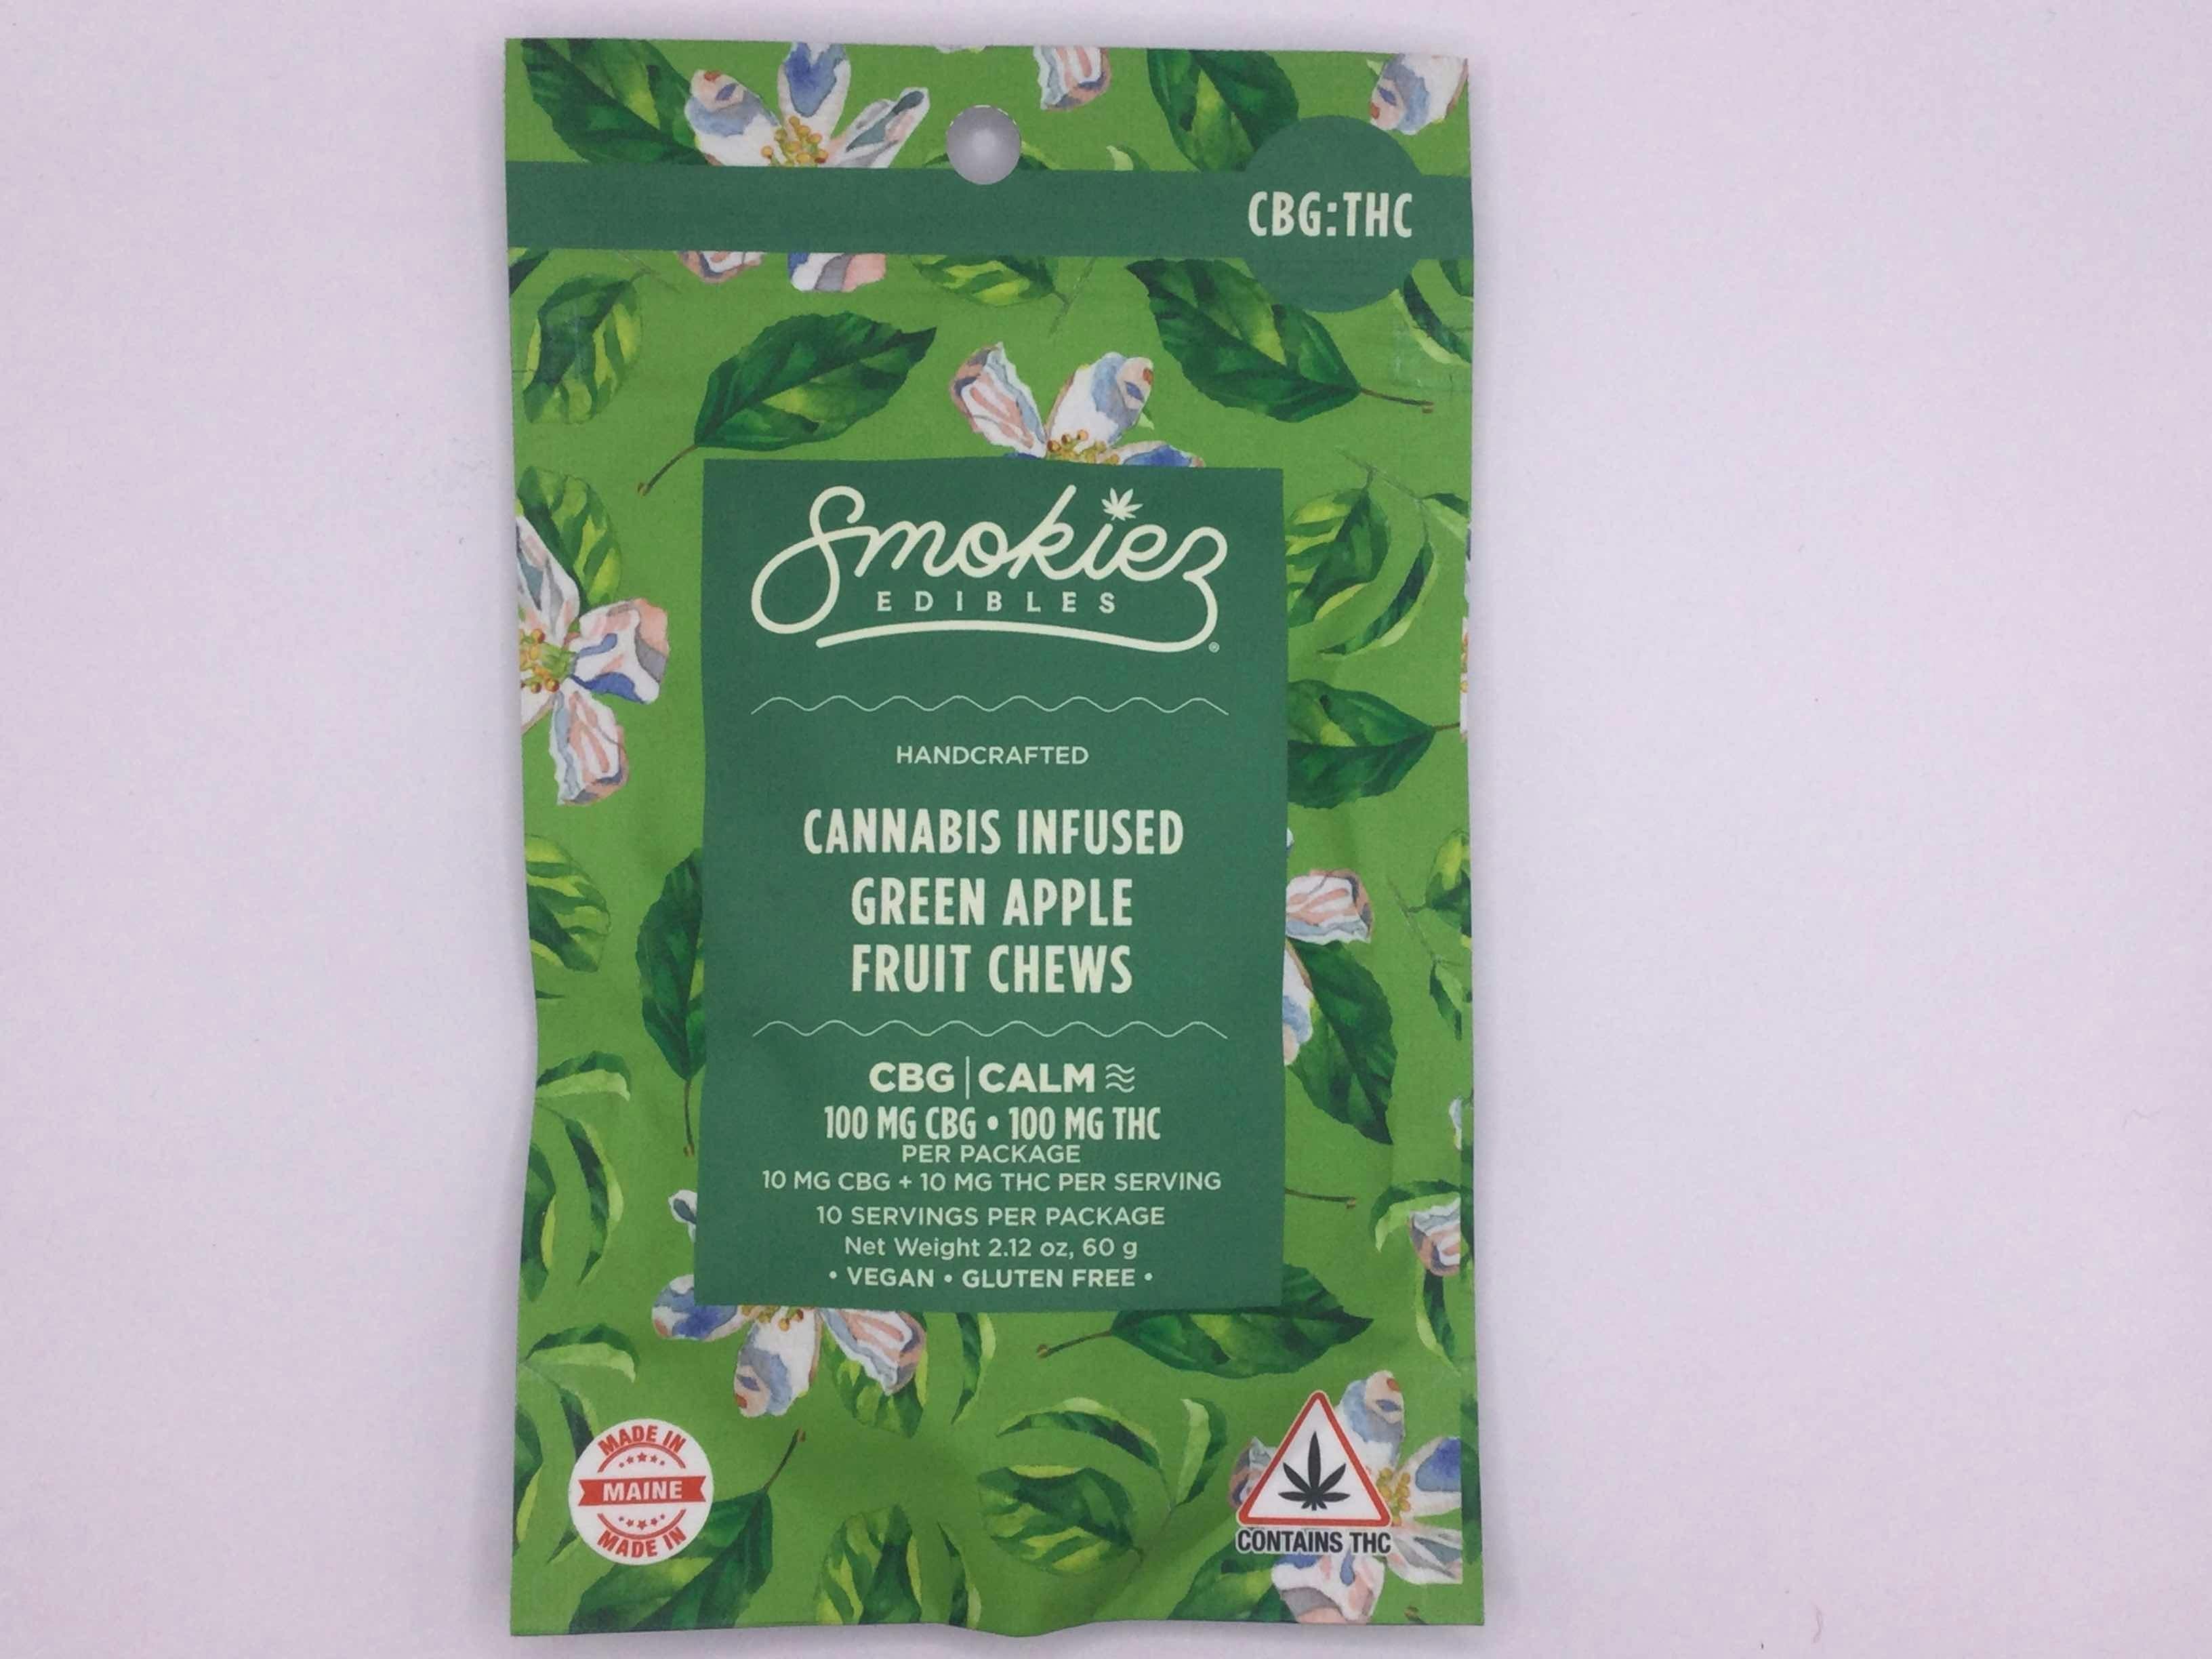 CBG:THC
Smokiez
EDIBLES
®
HANDCRAFTED
CANNABIS INFUSED
GREEN APPLE
FRUIT CHEWS
CBG|CALM
100 MG CBG • 100 MG THC
PER PACKAGE
10 MG CBG + 10 MG THC PER SERVING
10 SERVINGS PER PACKAGE
Net Weight 2.12 oz, 60 g
• VEGAN • GLUTEN FREE •
MADE IN
MAINE
MADE IN
CONTAINS THC